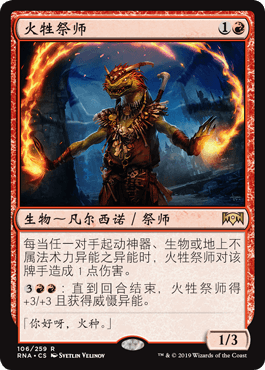 火牲祭师 1
生物～凡尔西诺／祭师
每当任一对手起动神器、生物或地上不
属法术力异能之异能时，火牲祭师对该
牌手造成 1 点伤害。
3：直到回合结束，火牲祭师得
+3/+3 且获得威慑异能。
「你好呀，火种。」
1/3
106/259 R
RNA • CS SVETLIN VELINOV
™ & © 2019 Wizards of the Coast